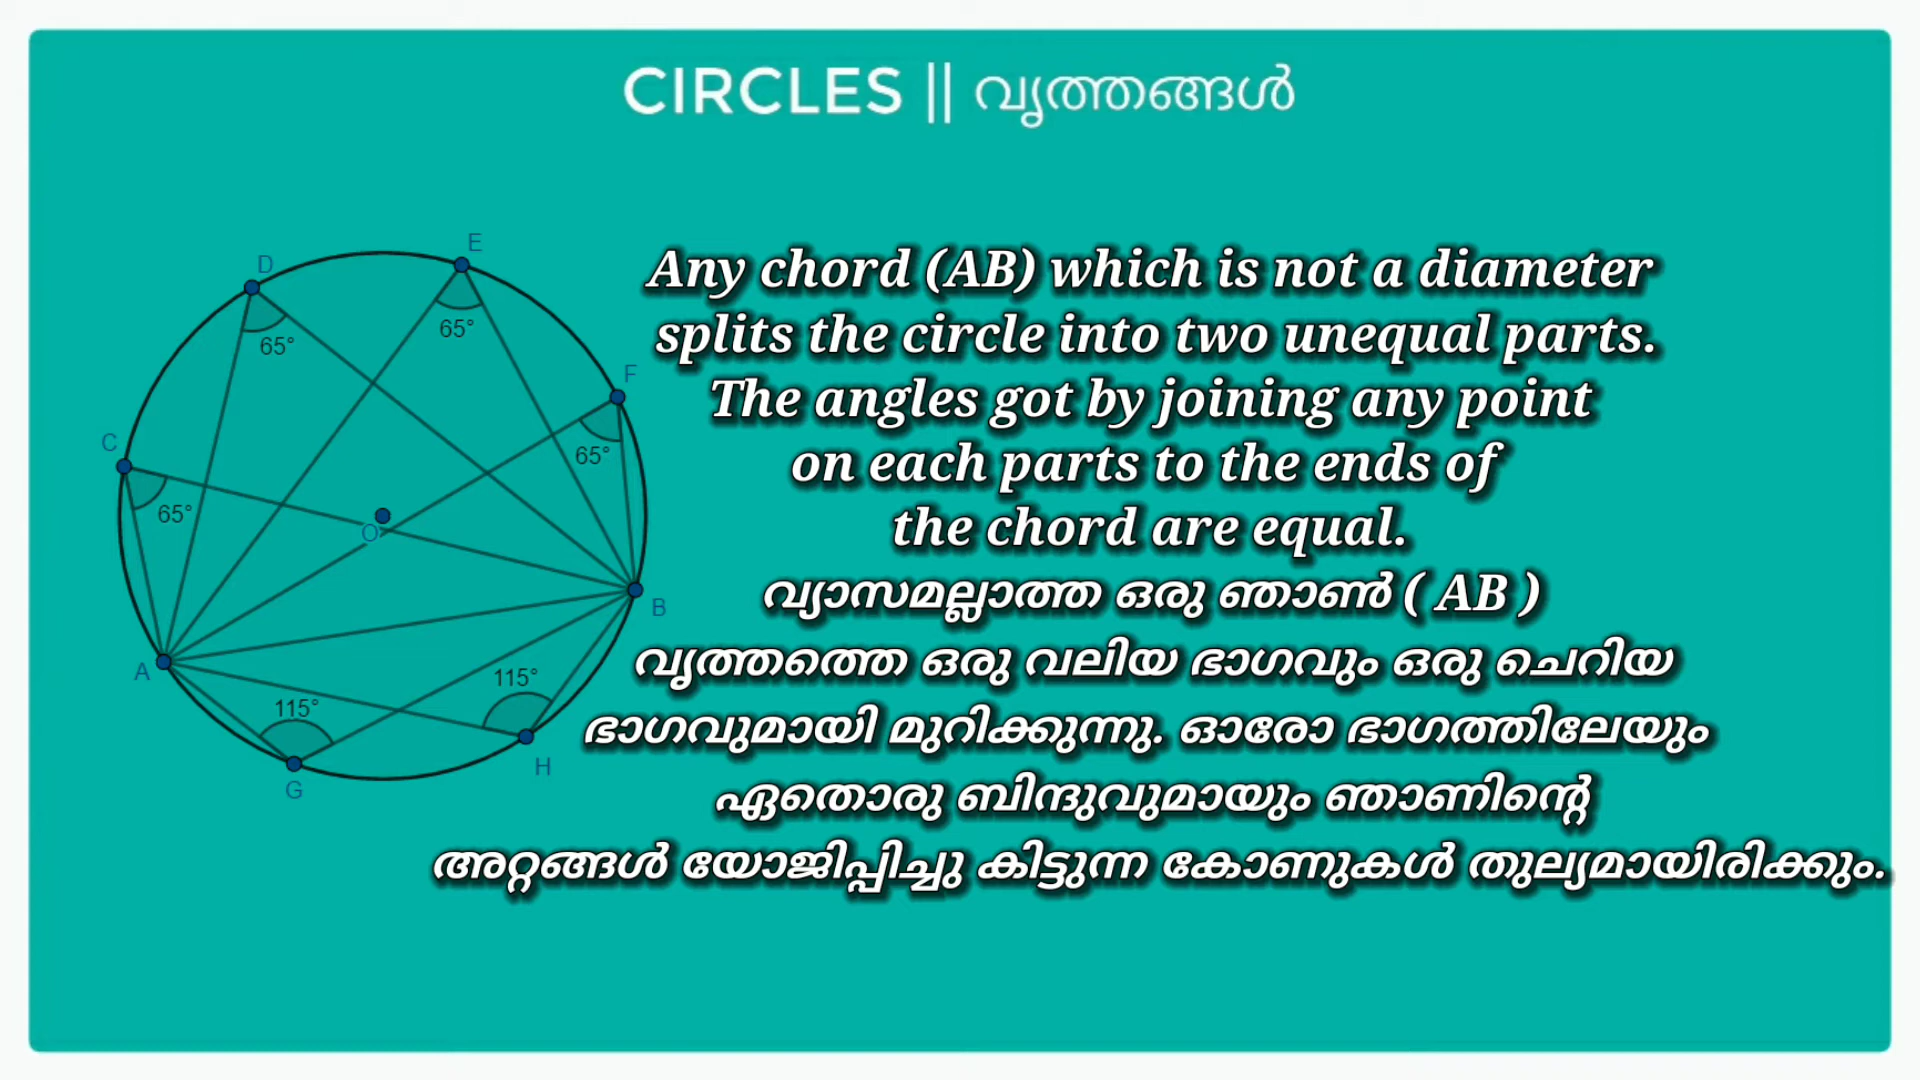 CIRCLES || വൃത്തങ്ങൾ
E
D
65°
65°
F
65°
C
65°
O
B
A
115°
115°
H
G
Any chord (AB) which is not a diameter
splits the circle into two unequal parts.
The angles got by joining any point
on each parts to the ends of
the chord are equal.
വ്യാസമല്ലാത്ത ഒരു ഞാൺ ( AB )
വൃത്തത്തെ ഒരു വലിയ ഭാഗവും ഒരു ചെറിയ
ഭാഗവുമായി മുറിക്കുന്നു. ഓരോ ഭാഗത്തിലേയും
ഏതൊരു ബിന്ദുവുമായും ഞാണിന്റെ
അറ്റങ്ങൾ യോജിപ്പിച്ചു കിട്ടുന്ന കോണുകൾ തുല്യമായിരിക്കും.